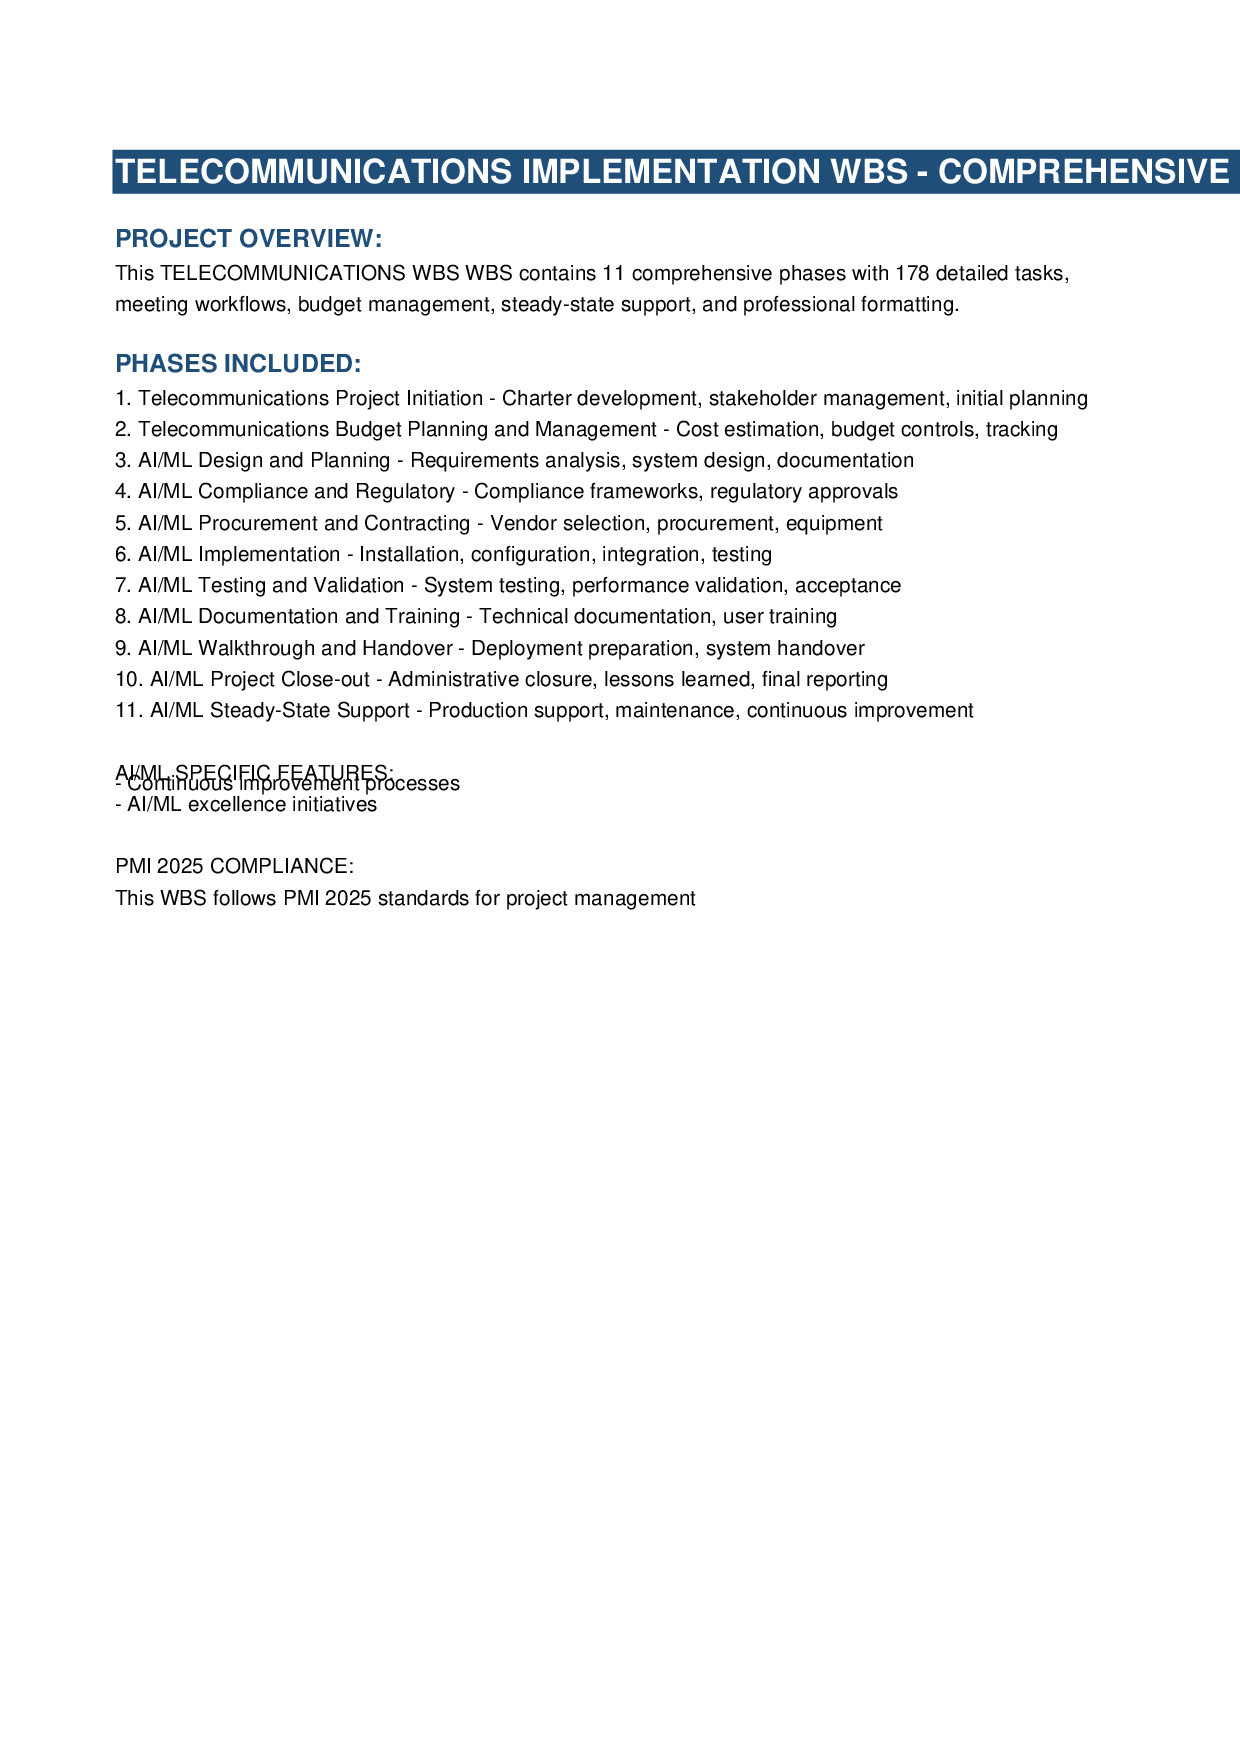 TELECOMMUNICATIONS IMPLEMENTATION WBS - COMPREHENSIVE
PROJECT OVERVIEW:
This TELECOMMUNICATIONS WBS WBS contains 11 comprehensive phases with 178 detailed tasks,
meeting workflows, budget management, steady-state support, and professional formatting.
PHASES INCLUDED:
1. Telecommunications Project Initiation - Charter development, stakeholder management, initial planning
2. Telecommunications Budget Planning and Management - Cost estimation, budget controls, tracking
3. AI/ML Design and Planning - Requirements analysis, system design, documentation
4. AI/ML Compliance and Regulatory - Compliance frameworks, regulatory approvals
5. AI/ML Procurement and Contracting - Vendor selection, procurement, equipment
6. AI/ML Implementation - Installation, configuration, integration, testing
7. AI/ML Testing and Validation - System testing, performance validation, acceptance
8. AI/ML Documentation and Training - Technical documentation, user training
9. AI/ML Walkthrough and Handover - Deployment preparation, system handover
10. AI/ML Project Close-out - Administrative closure, lessons learned, final reporting
11. AI/ML Steady-State Support - Production support, maintenance, continuous improvement
AI/ML SPECIFIC FEATURES:
- Continuous improvement processes
- AI/ML excellence initiatives
PMI 2025 COMPLIANCE:
This WBS follows PMI 2025 standards for project management